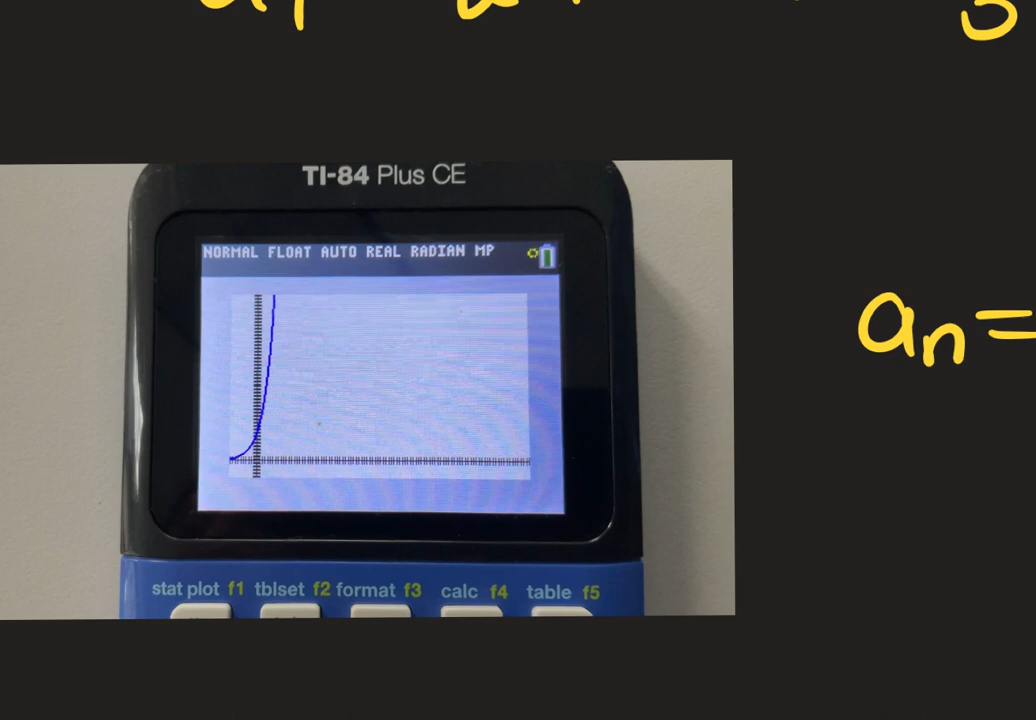 TI-84 Plus CE
NORMAL FLOAT AUTO REAL RADIAN MP
aₙ=
stat plot f1 tblset f2 format f3 calc f4 table f5